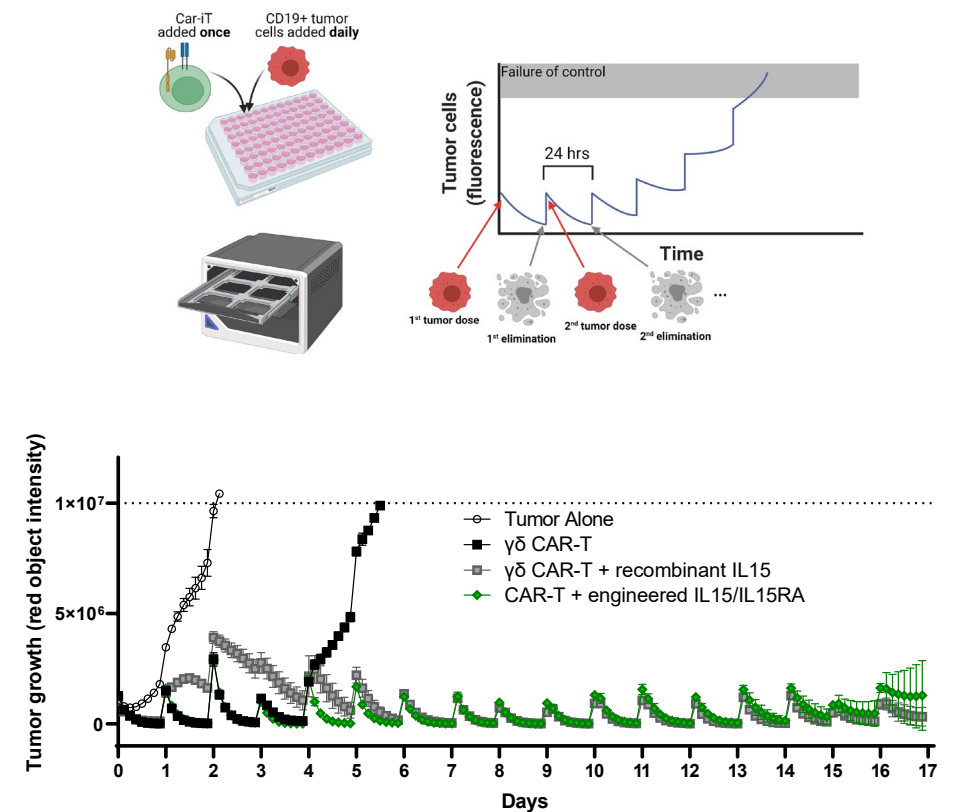 Car-iT
added once
CD19+ tumor
cells added daily
Failure of control
24 hrs
Tumor cells
(fluorescence)
Time
1st tumor dose
1st elimination
2nd tumor dose
2nd elimination
...
Tumor growth (red object intensity)
1×10⁷
5×10⁶
0
Tumor Alone
γδ CAR-T
γδ CAR-T + recombinant IL15
CAR-T + engineered IL15/IL15RA
0 1 2 3 4 5 6 7 8 9 10 11 12 13 14 15 16 17
Days